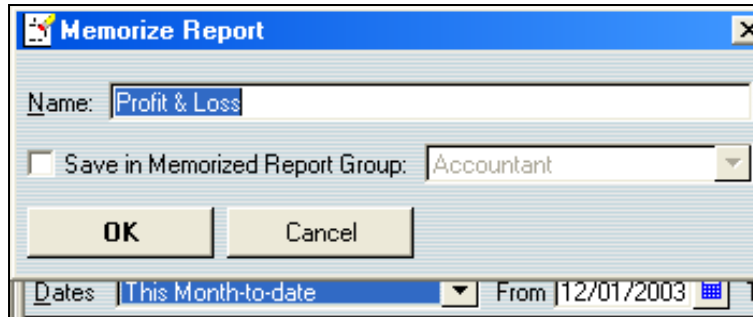 Memorize Report
Name: Profit & Loss
Save in Memorized Report Group: Accountant
OK Cancel
Dates This Month-to-date From 12/01/2003